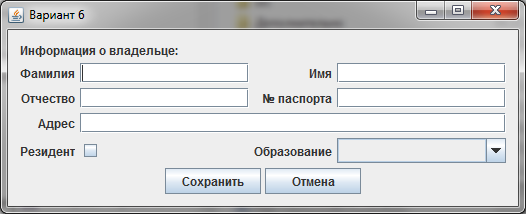 Вариант 6
Информация о владельце:
Фамилия Имя
Отчество № паспорта
Адрес
Резидент Образование
Сохранить Отмена